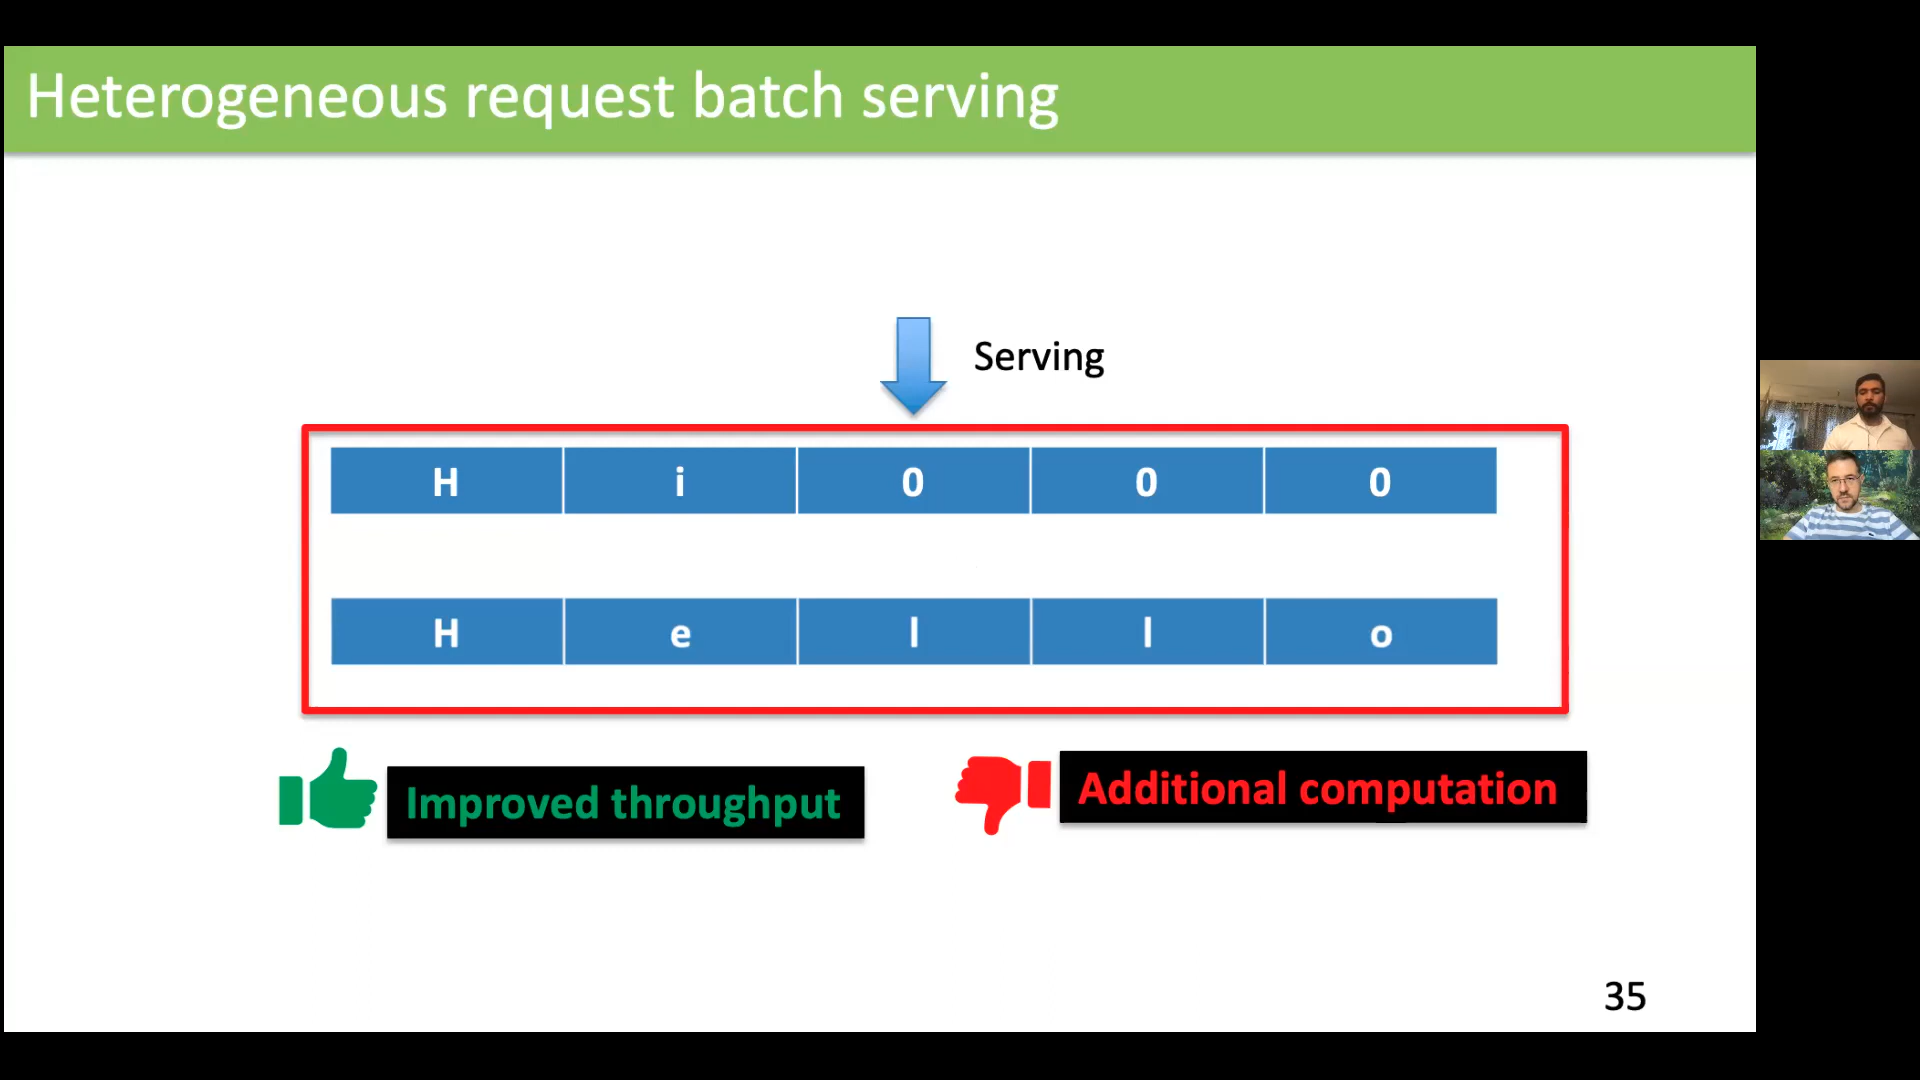 Heterogeneous request batch serving
Serving
H i 0 0 0
H e l l o
Improved throughput
Additional computation
35